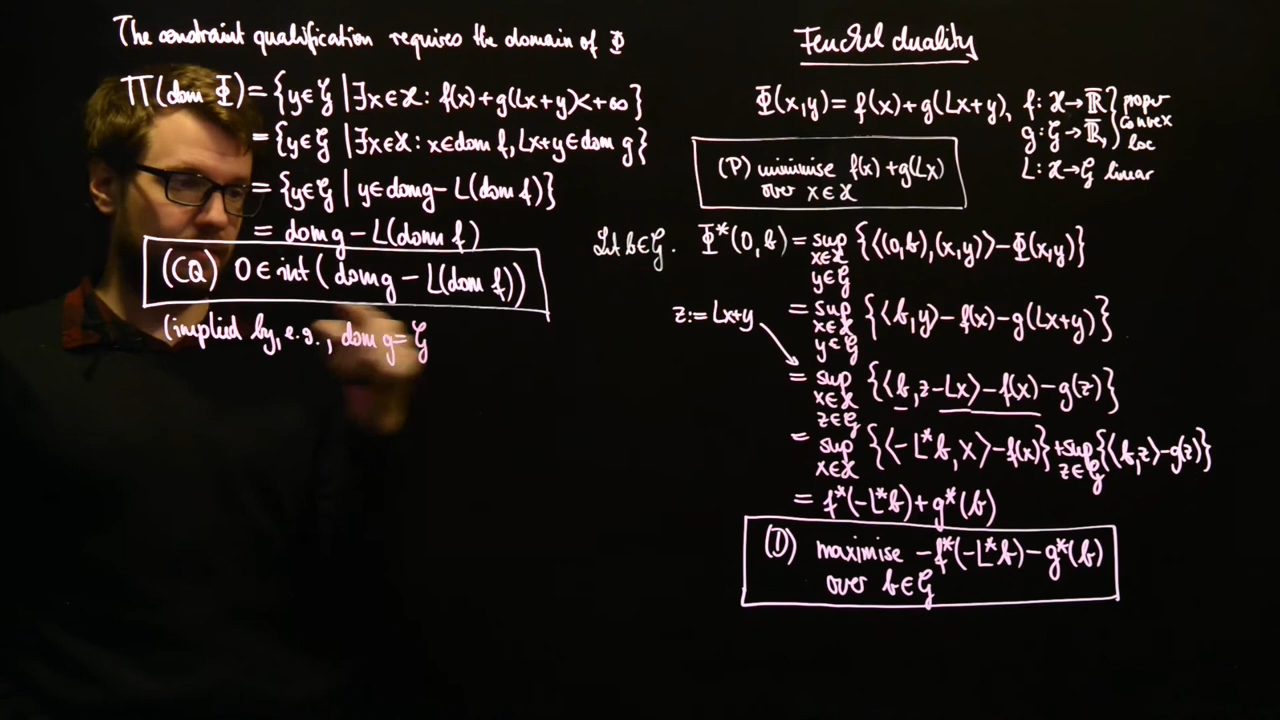 The constraint qualification requires the domain of Φ
Π(dom Φ) = {y∈𝒢 | ∃x∈ℋ: f(x)+g(Lx+y)<+∞}
= {y∈𝒢 | ∃x∈ℋ: x∈dom f, Lx+y∈dom g}
= {y∈𝒢 | y∈dom g − L(dom f)}
= dom g − L(dom f)
(CQ) 0∈int(dom g − L(dom f))
(implied by, e.g., dom g = 𝒢
Fenchel duality
Φ(x,y) = f(x)+g(Lx+y), f: ℋ→ℝ̅ } proper
g: 𝒢→ℝ̅, convex
lsc
L: ℋ→𝒢 linear
(P) minimise f(x)+g(Lx)
over x∈ℋ
Let b∈𝒢. Φ*(0,b) = sup {⟨(0,b),(x,y)⟩−Φ(x,y)}
x∈ℋ
y∈𝒢
z:= Lx+y = sup {⟨b,y⟩−f(x)−g(Lx+y)}
x∈ℋ
y∈𝒢
= sup {⟨b,z−Lx⟩−f(x)−g(z)}
x∈ℋ
z∈𝒢
= sup {⟨−L*b,x⟩−f(x)}+sup{⟨b,z⟩−g(z)}
x∈ℋ z∈𝒢
= f*(−L*b)+g*(b)
(D) maximise −f*(−L*b)−g*(b)
over b∈𝒢